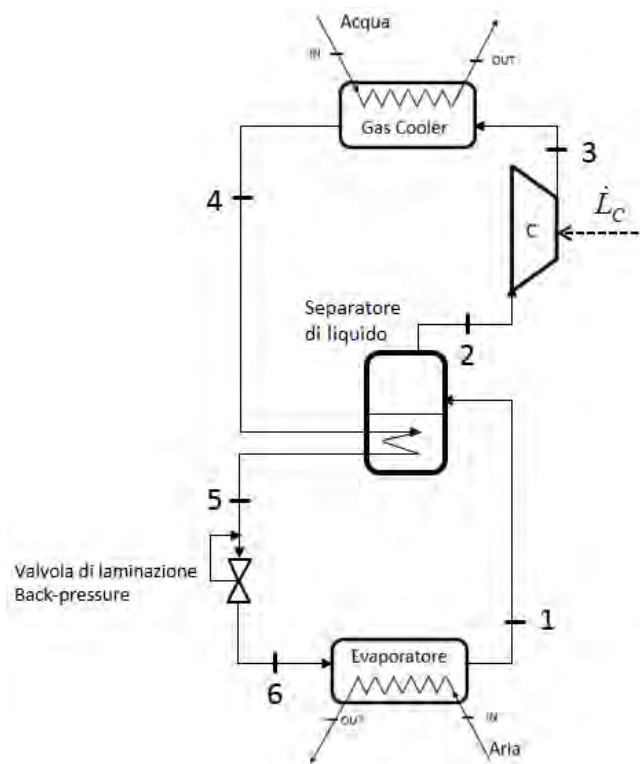 Acqua
IN
OUT
Gas Cooler
3
4
L̇_C
C
Separatore
di liquido
2
5
Valvola di laminazione
Back-pressure
1
Evaporatore
6
OUT
IN
Aria